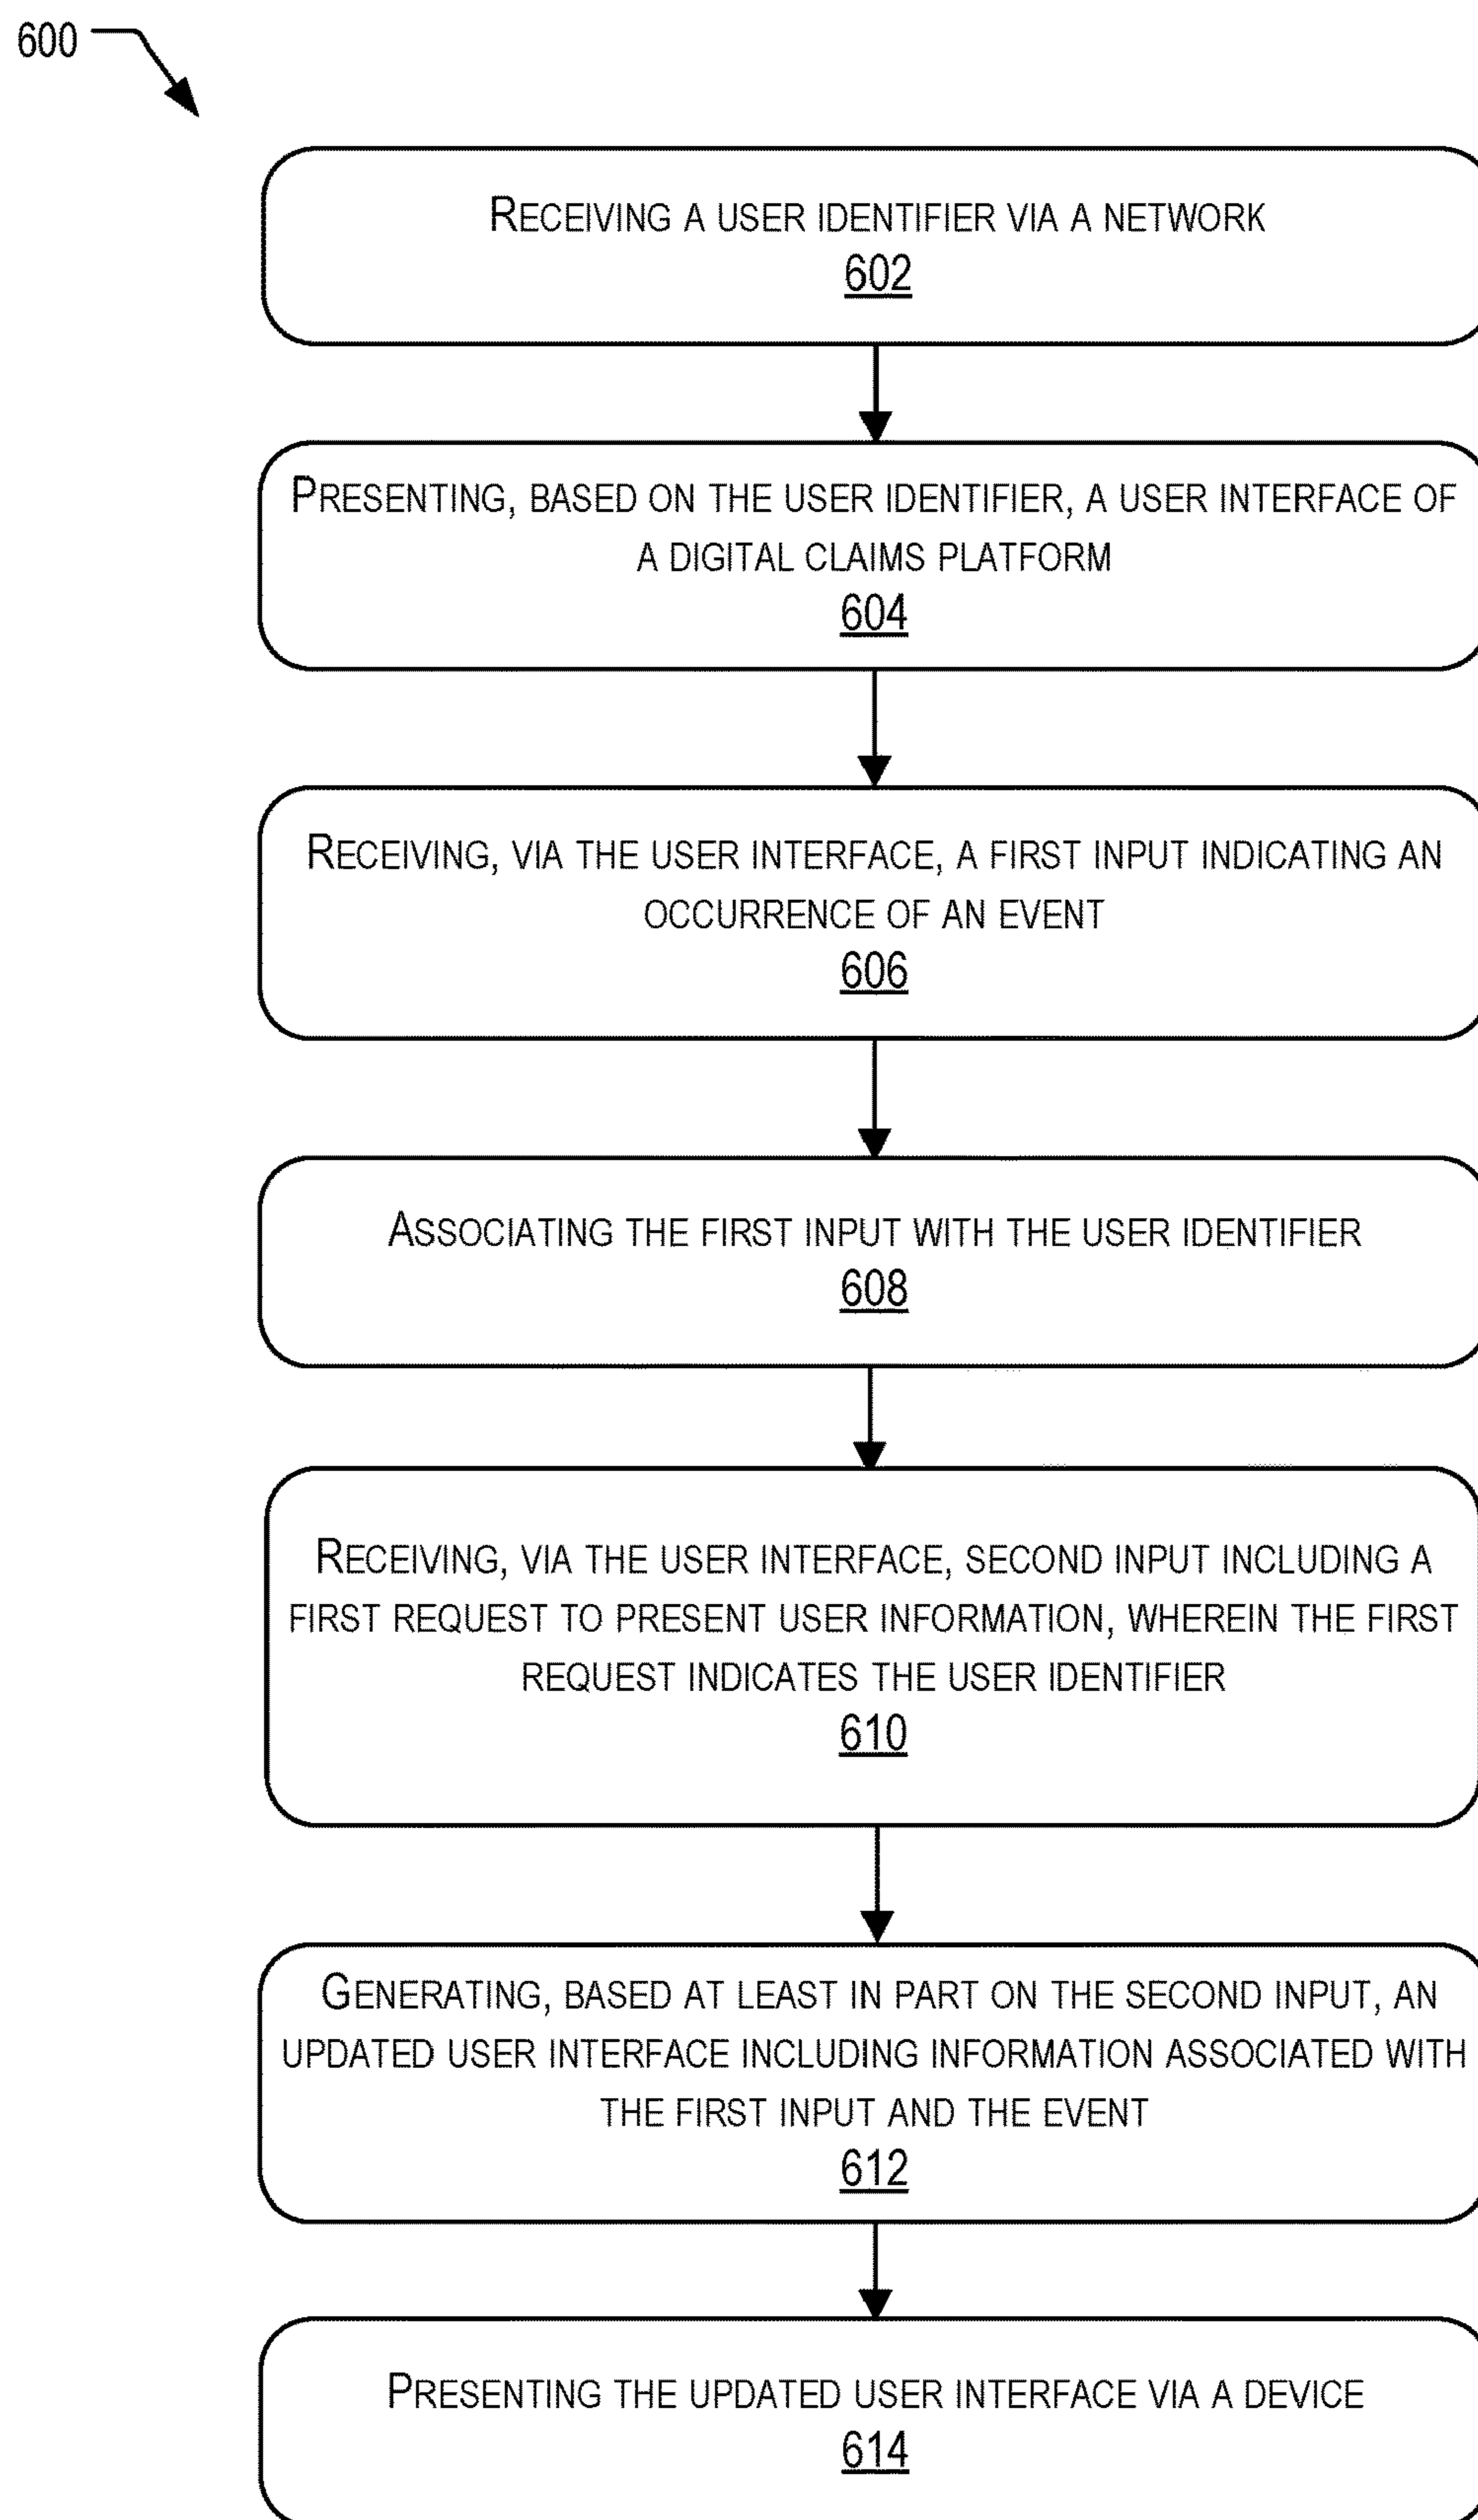 600
RECEIVING A USER IDENTIFIER VIA A NETWORK
602
PRESENTING, BASED ON THE USER IDENTIFIER, A USER INTERFACE OF
A DIGITAL CLAIMS PLATFORM
604
RECEIVING, VIA THE USER INTERFACE, A FIRST INPUT INDICATING AN
OCCURRENCE OF AN EVENT
606
ASSOCIATING THE FIRST INPUT WITH THE USER IDENTIFIER
608
RECEIVING, VIA THE USER INTERFACE, SECOND INPUT INCLUDING A
FIRST REQUEST TO PRESENT USER INFORMATION, WHEREIN THE FIRST
REQUEST INDICATES THE USER IDENTIFIER
610
GENERATING, BASED AT LEAST IN PART ON THE SECOND INPUT, AN
UPDATED USER INTERFACE INCLUDING INFORMATION ASSOCIATED WITH
THE FIRST INPUT AND THE EVENT
612
PRESENTING THE UPDATED USER INTERFACE VIA A DEVICE
614